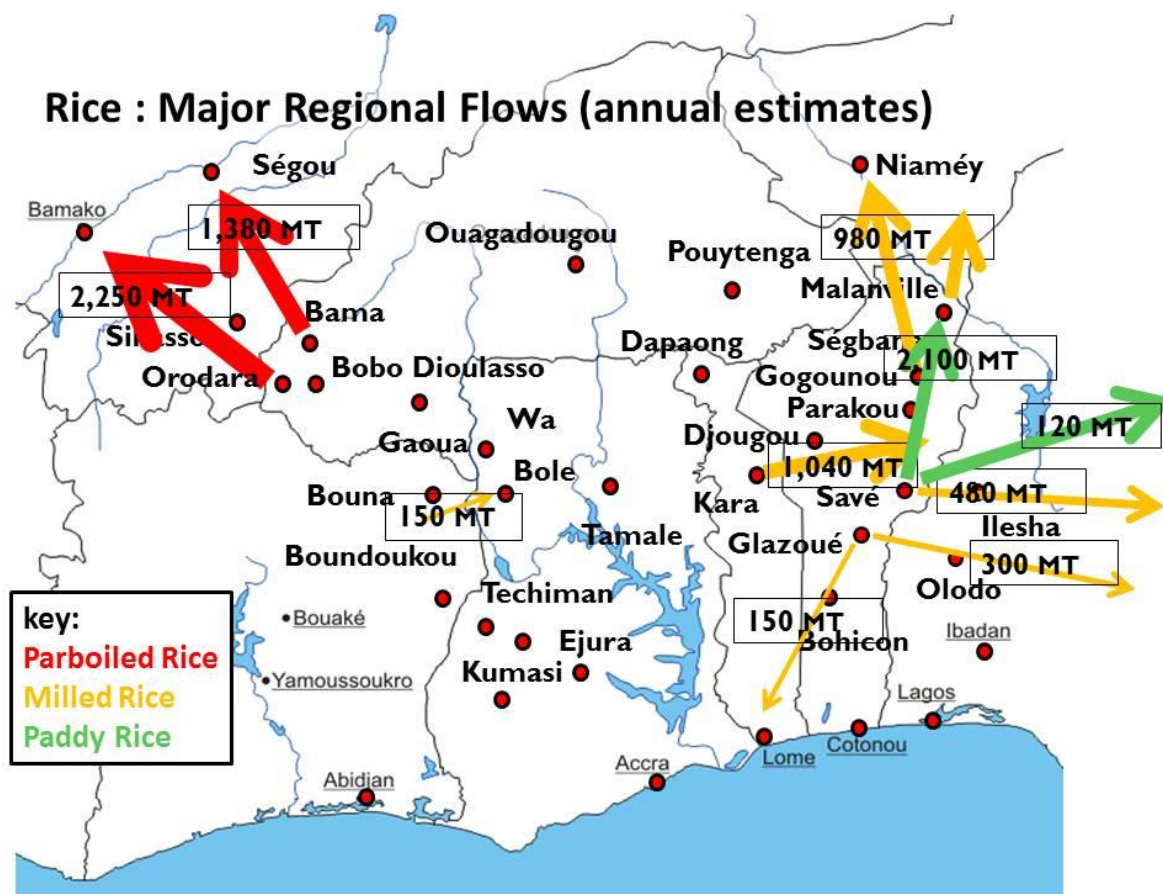 Rice : Major Regional Flows (annual estimates)
Ségou
Niaméy
Bamako
1,380 MT
Ouagadougou
980 MT
Pouytenga
2,250 MT
Malanville
Bama
Dapaong
2,100 MT
Orodara
Bobo Dioulasso
Gogounou
Parakou
120 MT
Wa
Djougou
Gaoua
1,040 MT
Bole
Kara
Savé
480 MT
Bouna
150 MT
Tamale
Glazoué
Ilesha
Boundoukou
300 MT
Olodo
Techiman
150 MT
Bohicon
Bouaké
Ejura
Ibadan
Kumasi
Yamoussoukro
Lagos
Cotonou
Lome
Accra
Abidjan
key:
Parboiled Rice
Milled Rice
Paddy Rice